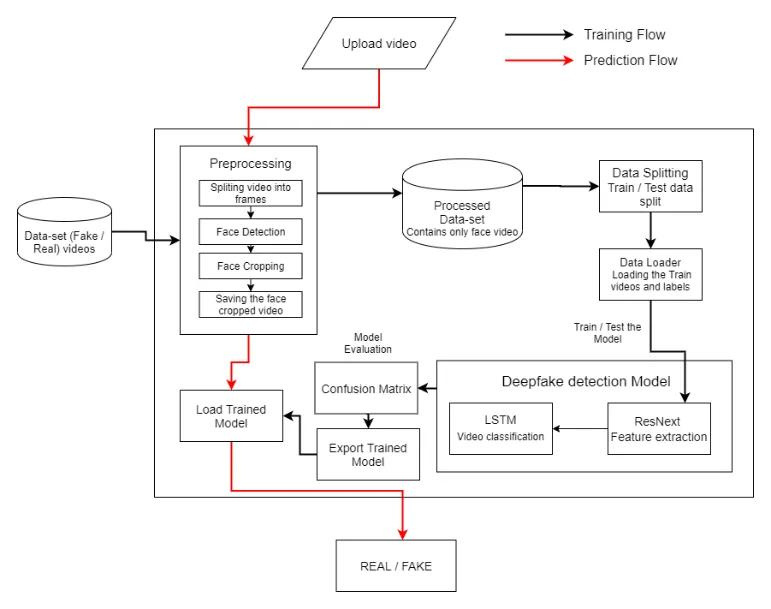 Upload video
Training Flow
Prediction Flow
Preprocessing
Spliting video into
frames
Face Detection
Face Cropping
Saving the face
cropped video
Data-set (Fake /
Real) videos
Processed
Data-set
Contains only face video
Data Splitting
Train / Test data
split
Data Loader
Loading the Train
videos and labels
Train / Test the
Model
Model
Evaluation
Confusion Matrix
Export Trained
Model
Load Trained
Model
Deepfake detection Model
LSTM
Video classification
ResNext
Feature extraction
REAL / FAKE